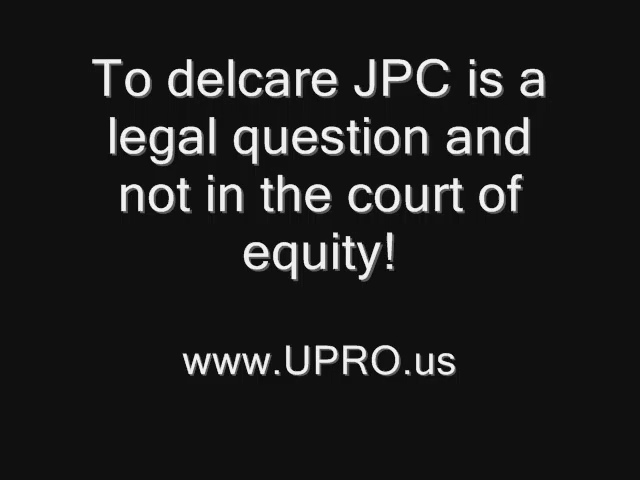 To delcare JPC is a
legal question and
not in the court of
equity!
www.UPRO.us